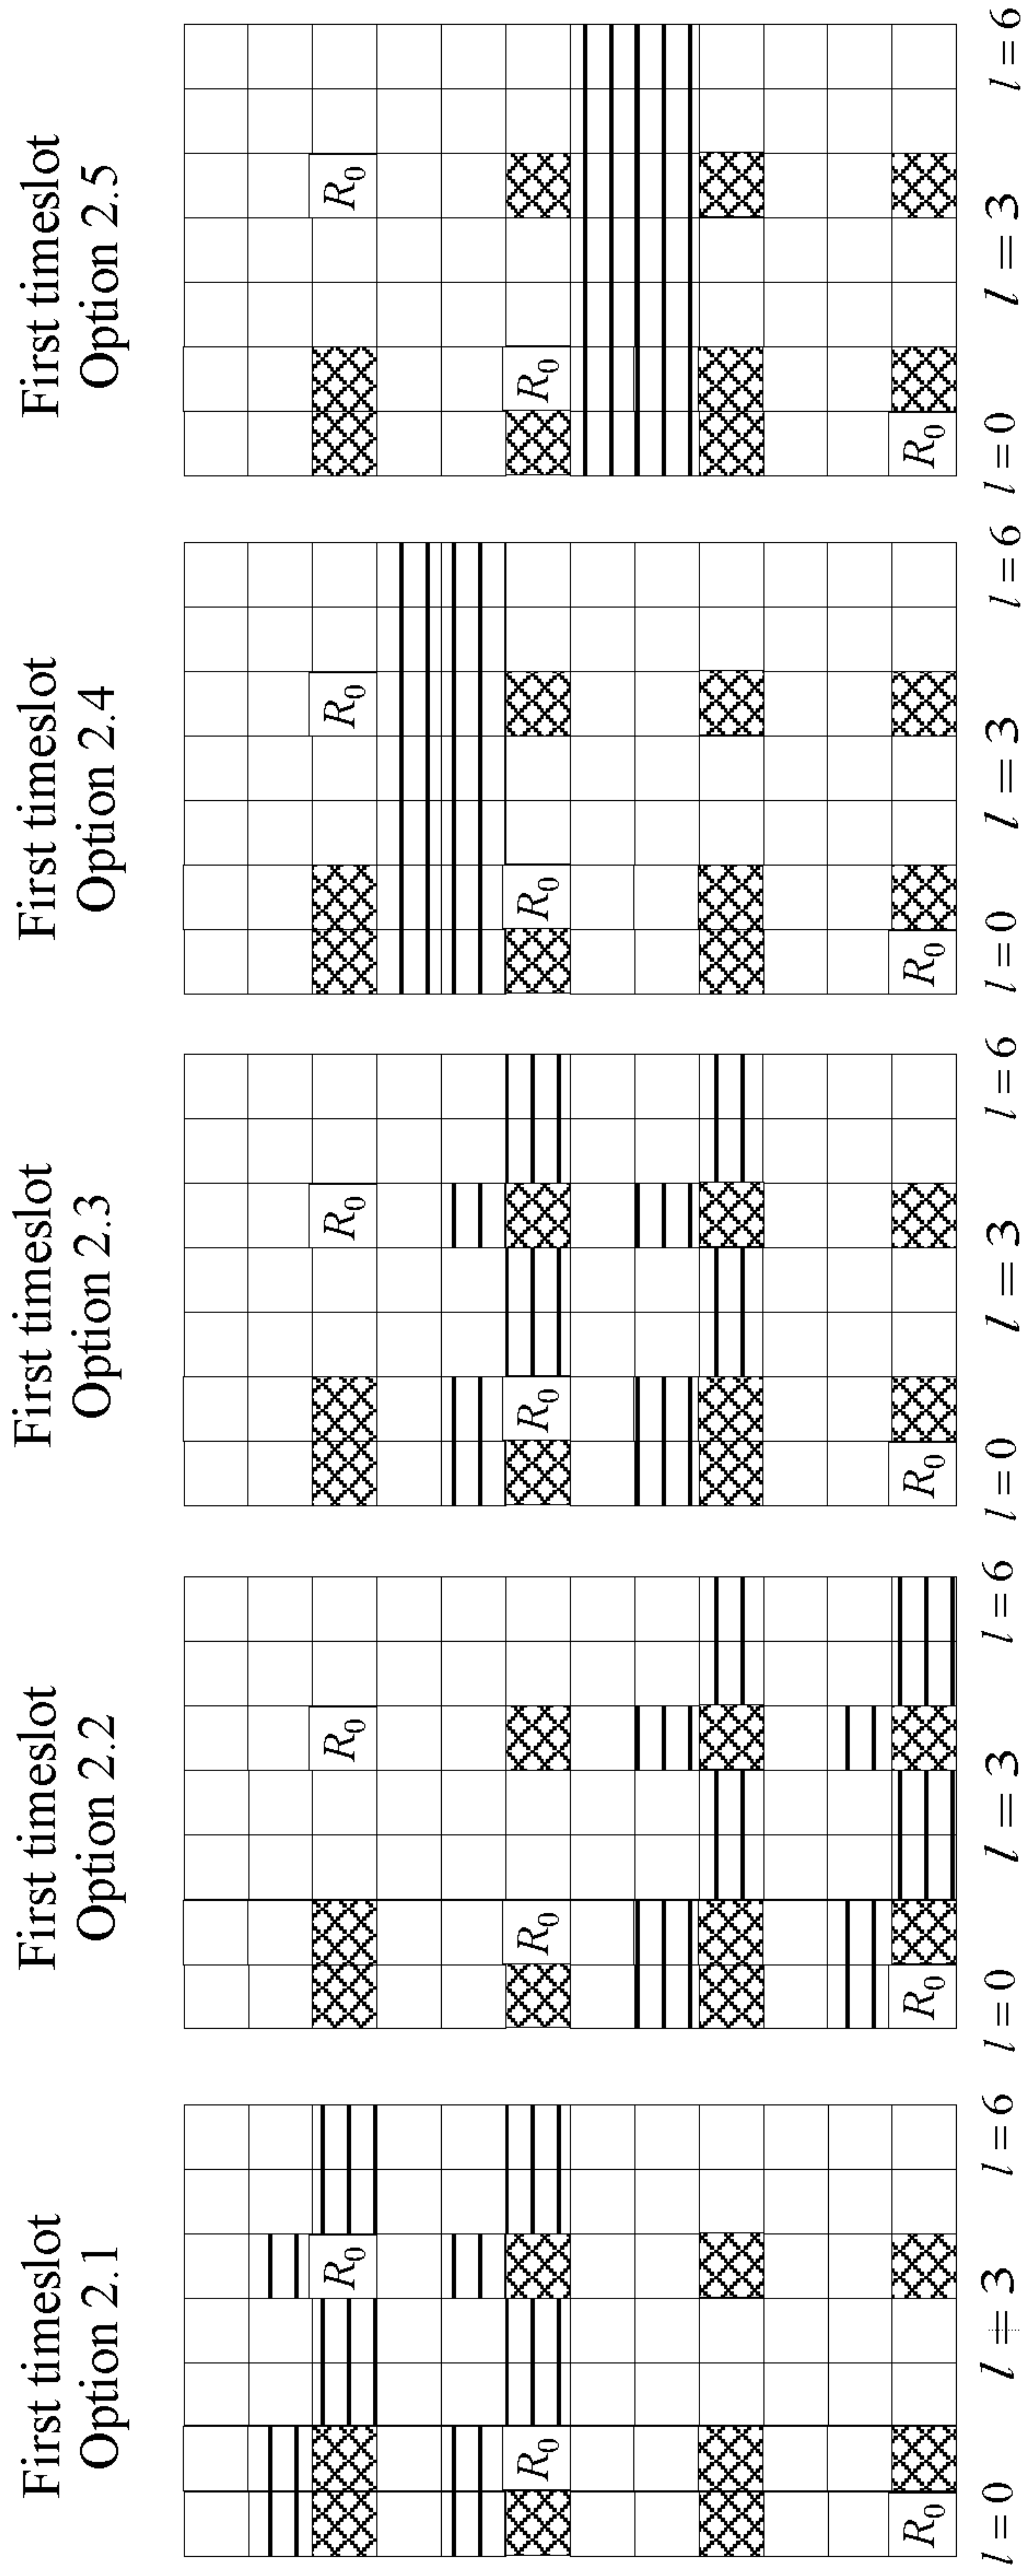 First timeslot
Option 2.1
R₀
R₀
R₀
l = 0 l = 3 l = 6
First timeslot
Option 2.2
R₀
R₀
R₀
l = 0 l = 3 l = 6
First timeslot
Option 2.3
R₀
R₀
R₀
l = 0 l = 3 l = 6
First timeslot
Option 2.4
R₀
R₀
R₀
l = 0 l = 3 l = 6
First timeslot
Option 2.5
R₀
R₀
R₀
l = 0 l = 3 l = 6